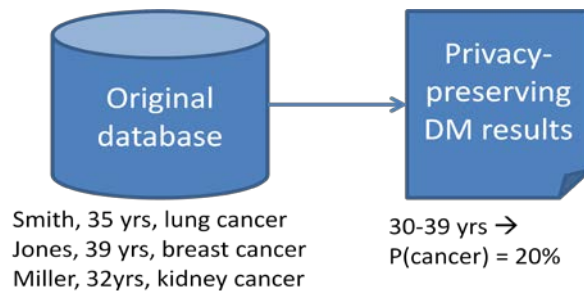 Original
database
Privacy-
preserving
DM results
Smith, 35 yrs, lung cancer
Jones, 39 yrs, breast cancer
Miller, 32yrs, kidney cancer
30-39 yrs →
P(cancer) = 20%